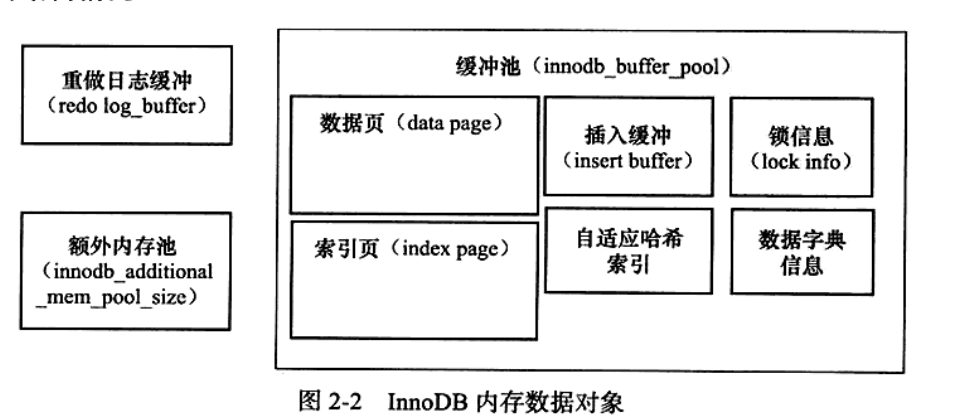 重做日志缓冲
（redo log_buffer）
额外内存池
（innodb_additional
_mem_pool_size）
缓冲池（innodb_buffer_pool）
数据页（data page）
插入缓冲
（insert buffer）
锁信息
（lock info）
索引页（index page）
自适应哈希
索引
数据字典
信息
图 2-2 InnoDB 内存数据对象